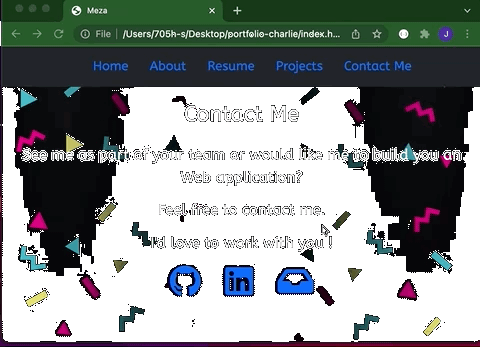 Meza
File | /Users/705h-s/Desktop/portfelio-charlie/index.h...
J
Home About Resume Projects Contact Me
Contact Me
See me as part of your team or would like me to build you an
Web application?
Feel free to contact me.
I'd love to work with you !
in